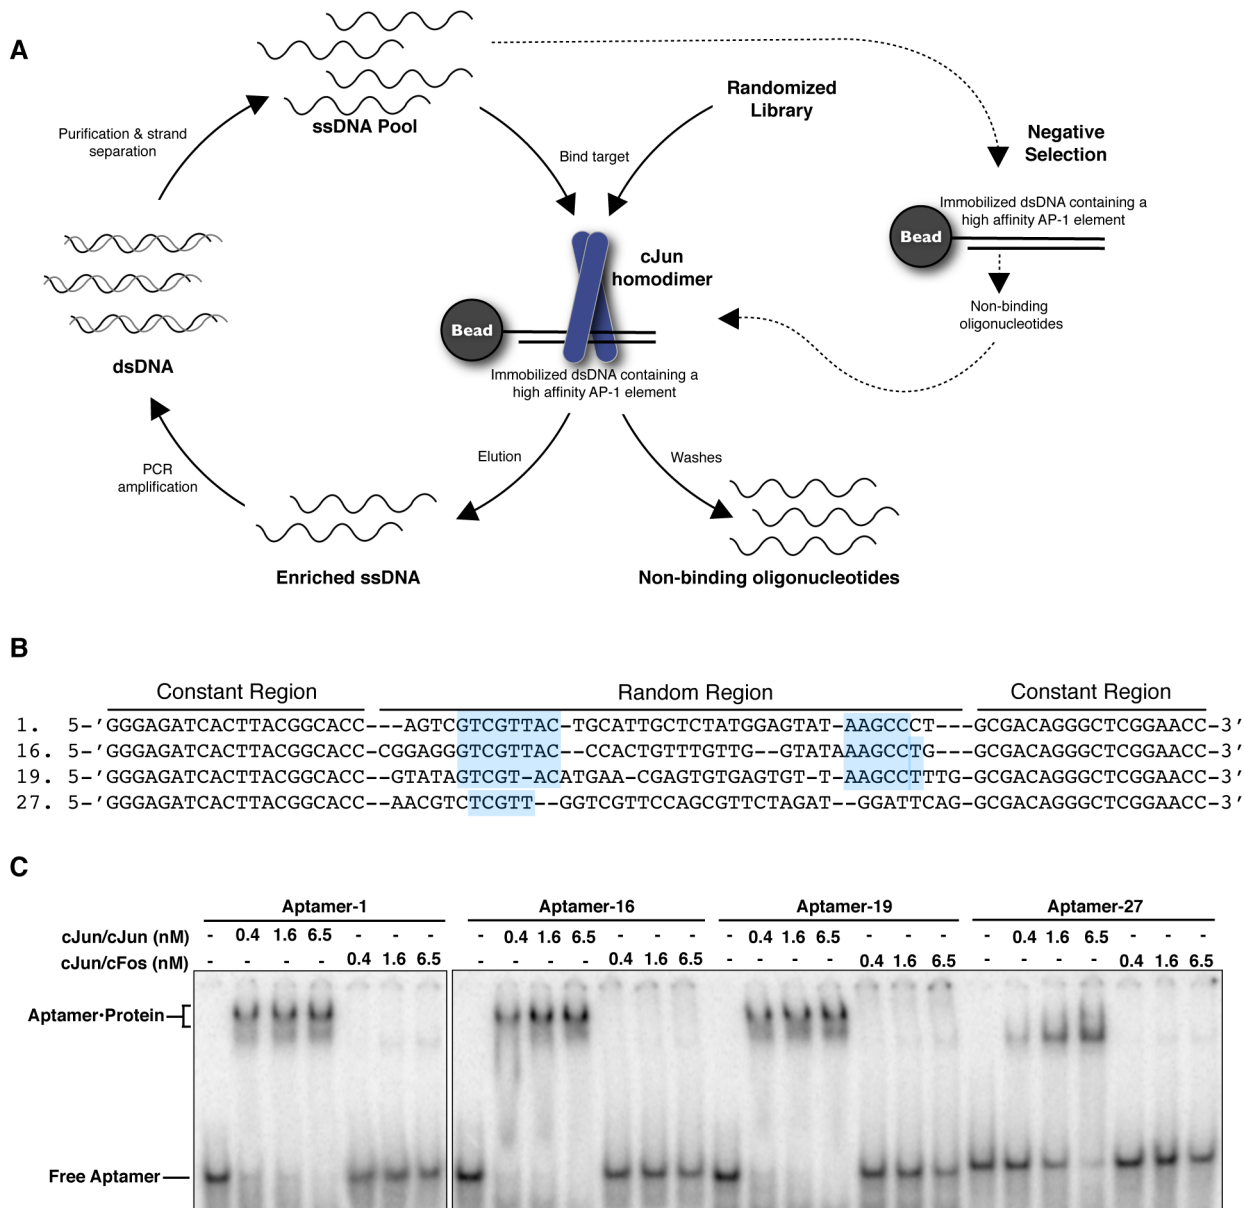 A
ssDNA Pool
Randomized
Library
Negative
Selection
Purification & strand
separation
Bind target
Immobilized dsDNA containing a
high affinity AP-1 element
Bead
cJun
homodimer
Non-binding
oligonucleotides
Bead
dsDNA
Immobilized dsDNA containing a
high affinity AP-1 element
PCR
amplification
Elution
Washes
Enriched ssDNA
Non-binding oligonucleotides
B
Constant Region Random Region Constant Region
1. 5-'GGGAGATCACTTACGGCACC---AGTCGTCGTTAC-TGCATTGCTCTATGGAGTAT-AAGCCCT---GCGACAGGGCTCGGAACC-3'
16. 5-'GGGAGATCACTTACGGCACC-CGGAGGGTCGTTAC--CCACTGTTTGTTG--GTATAAAGCCTG---GCGACAGGGCTCGGAACC-3'
19. 5-'GGGAGATCACTTACGGCACC--GTATAGTCGT-ACATGAA-CGAGTGTGAGTGT-T-AAGCCTTTG-GCGACAGGGCTCGGAACC-3'
27. 5-'GGGAGATCACTTACGGCACC--AACGTCTCGTT--GGTCGTTCCAGCGTTCTAGAT--GGATTCAG-GCGACAGGGCTCGGAACC-3'
C
Aptamer-1 Aptamer-16 Aptamer-19 Aptamer-27
cJun/cJun (nM) - 0.4 1.6 6.5 - - - - 0.4 1.6 6.5 - - - - 0.4 1.6 6.5 - - - - 0.4 1.6 6.5 - - -
cJun/cFos (nM) - - - - 0.4 1.6 6.5 - - - - 0.4 1.6 6.5 - - - - 0.4 1.6 6.5 - - - - 0.4 1.6 6.5
Aptamer•Protein
Free Aptamer